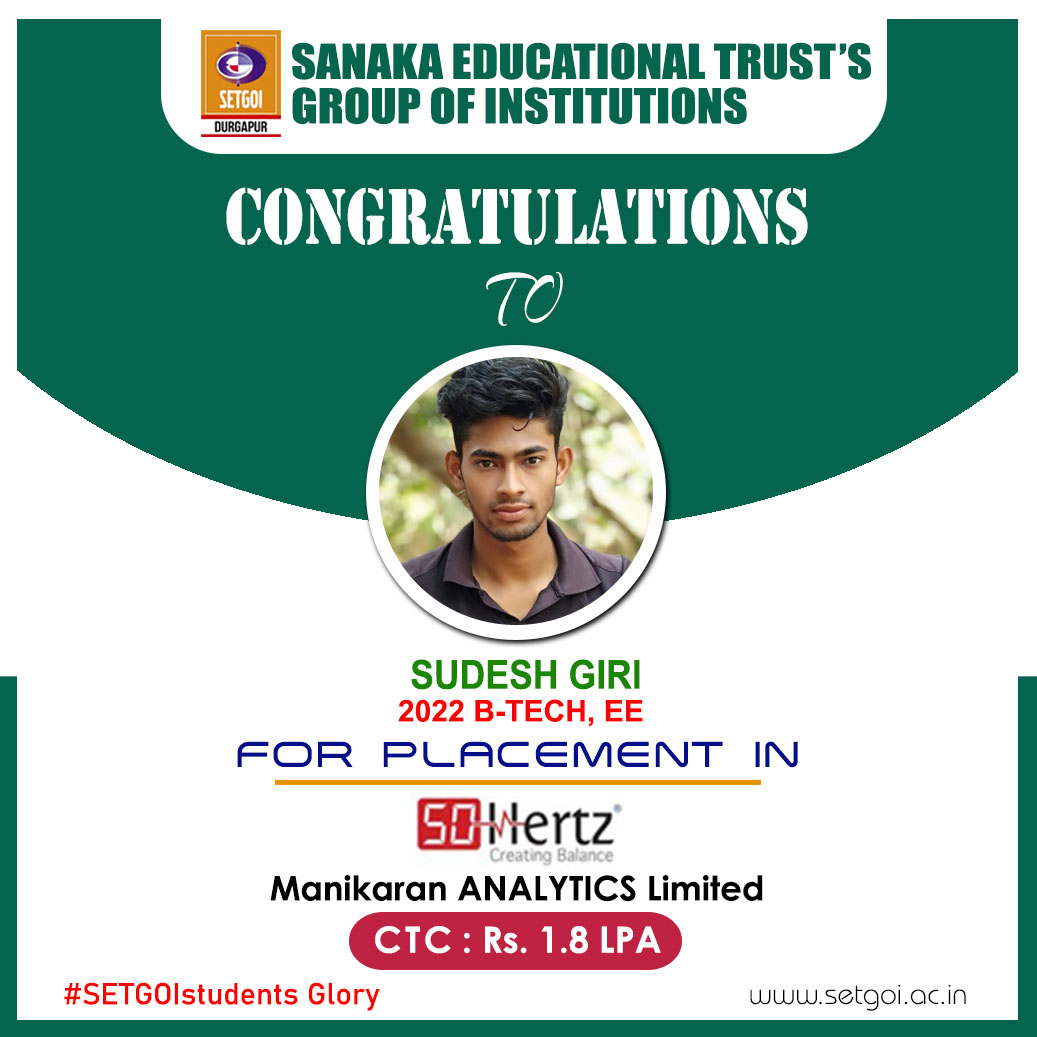 SETGOI
DURGAPUR
SANAKA EDUCATIONAL TRUST'S
GROUP OF INSTITUTIONS
CONGRATULATIONS
TO
SUDESH GIRI
2022 B-TECH, EE
FOR PLACEMENT IN
50Hertz®
Creating Balance
Manikaran ANALYTICS Limited
CTC : Rs. 1.8 LPA
#SETGOIstudents Glory
www.setgoi.ac.in